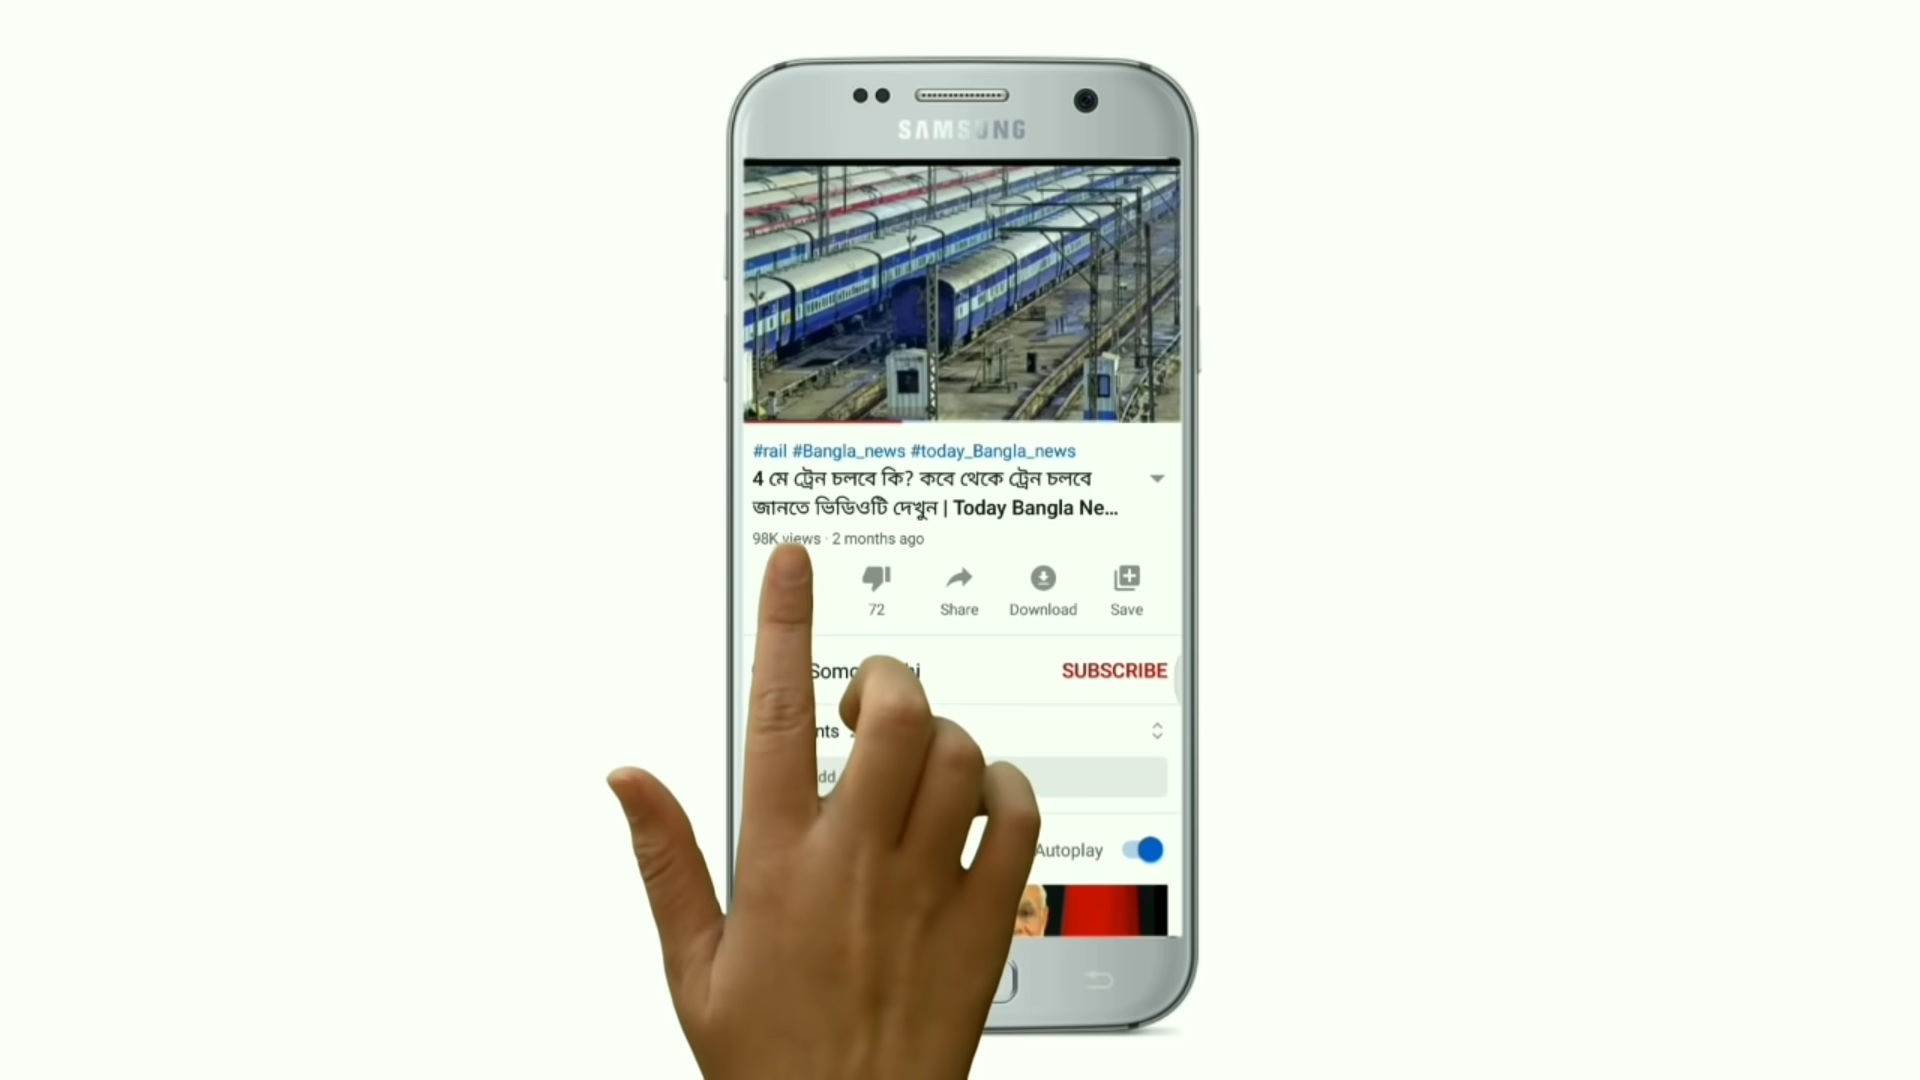 SAMSUNG
#rail #Bangla_news #today_Bangla_news
4 মে ট্রেন চলবে কি? কবে থেকে ট্রেন চলবে
জানতে ভিডিওটি দেখুন | Today Bangla Ne...
98K views · 2 months ago
72 Share Download Save
SUBSCRIBE
Autoplay